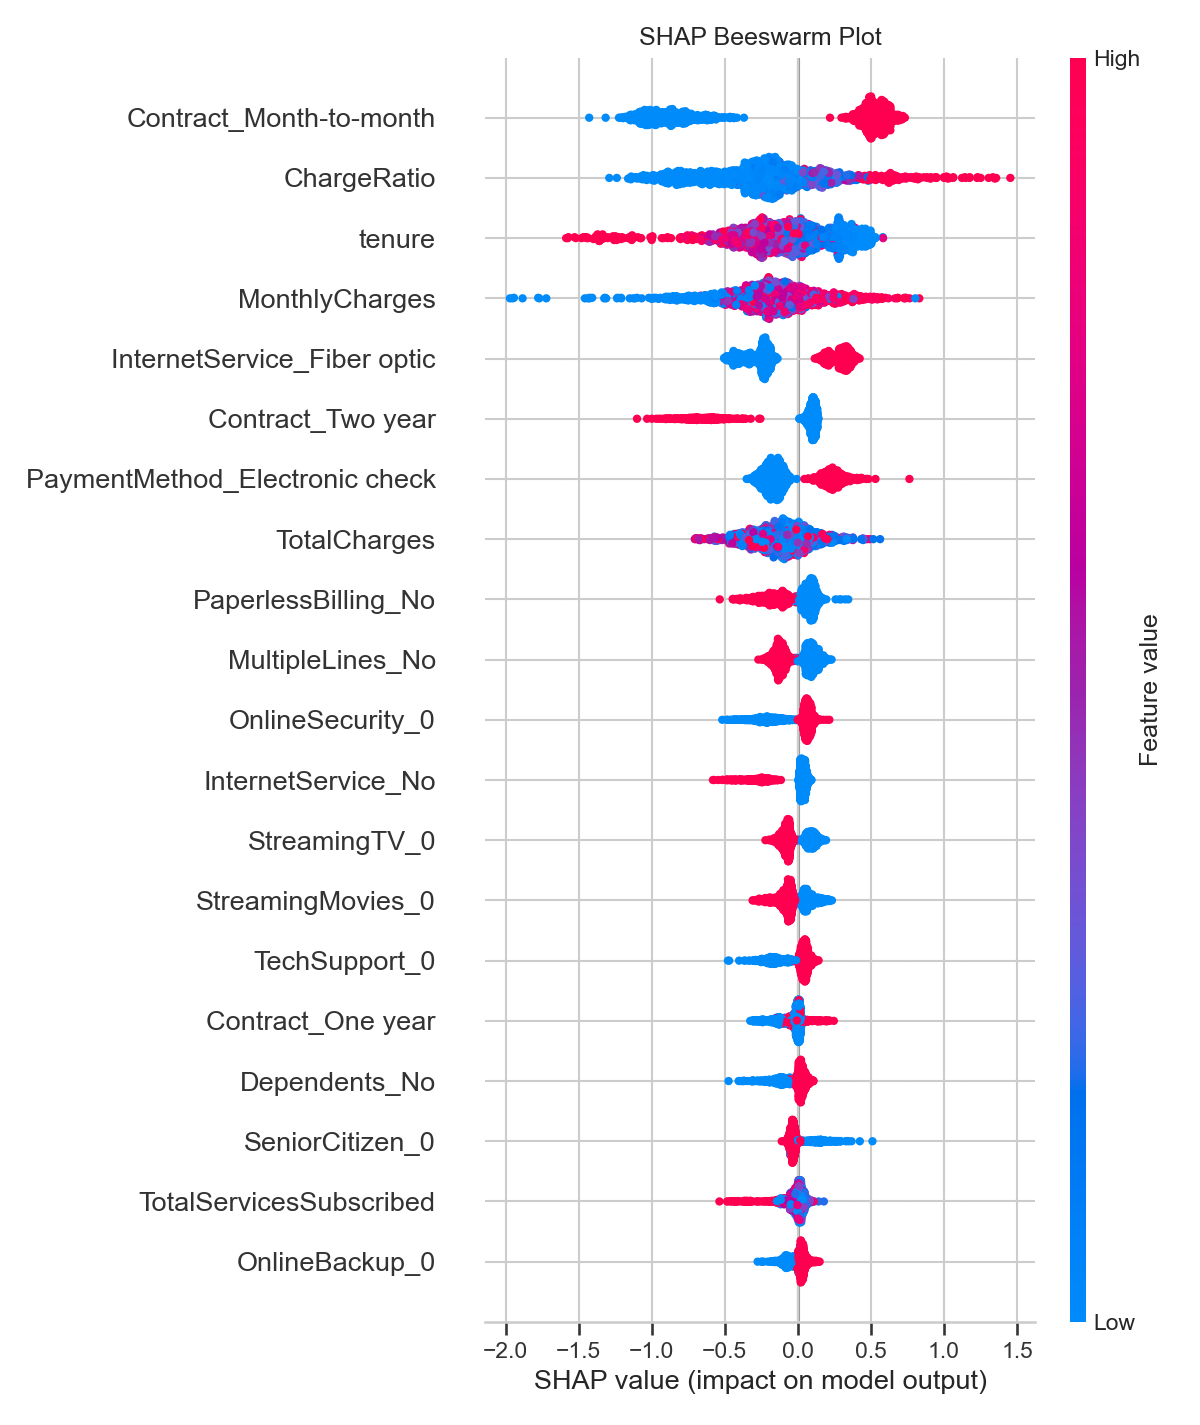 SHAP Beeswarm Plot
High
Contract_Month-to-month
ChargeRatio
tenure
MonthlyCharges
InternetService_Fiber optic
Contract_Two year
PaymentMethod_Electronic check
TotalCharges
PaperlessBilling_No
MultipleLines_No
OnlineSecurity_0
InternetService_No
StreamingTV_0
StreamingMovies_0
TechSupport_0
Contract_One year
Dependents_No
SeniorCitizen_0
TotalServicesSubscribed
OnlineBackup_0
Feature value
Low
−2.0 −1.5 −1.0 −0.5 0.0 0.5 1.0 1.5
SHAP value (impact on model output)